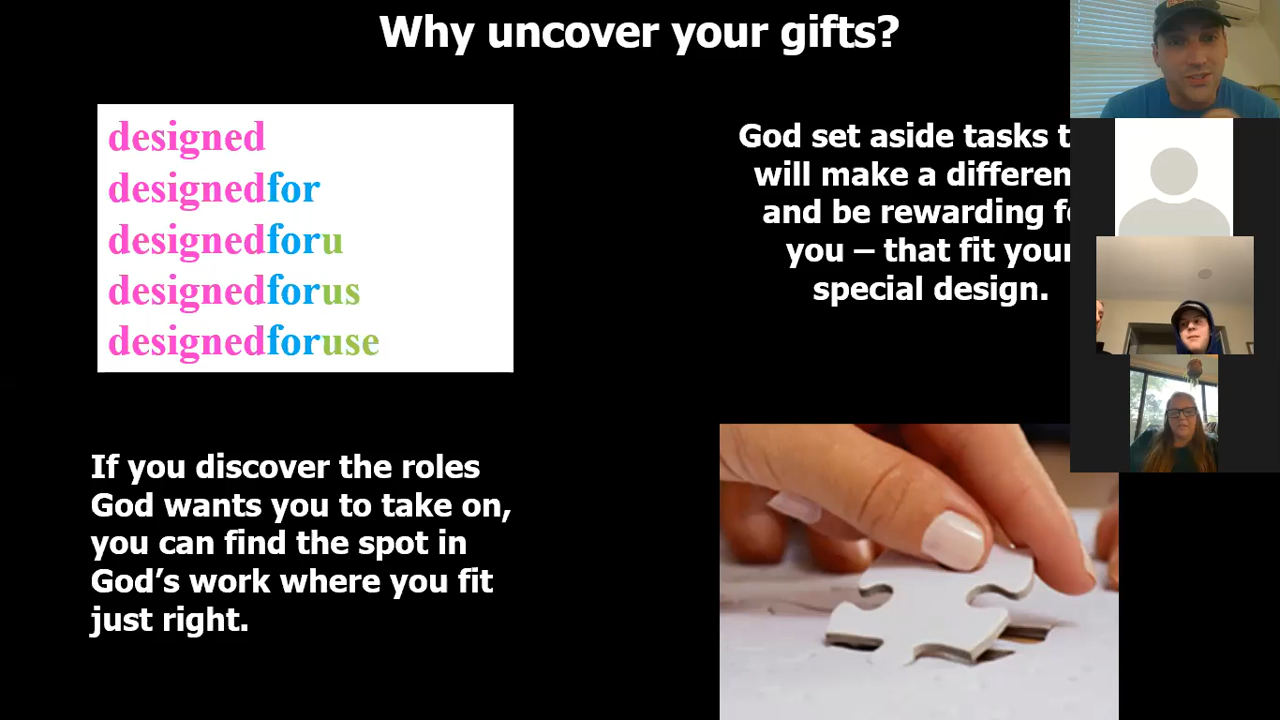 Why uncover your gifts?
designed
designedfor
designedforu
designedforus
designedforuse
God set aside tasks
will make a
and be rewarding
you – that fit your
special design.
If you discover the roles
God wants you to take on,
you can find the spot in
God's work where you fit
just right.